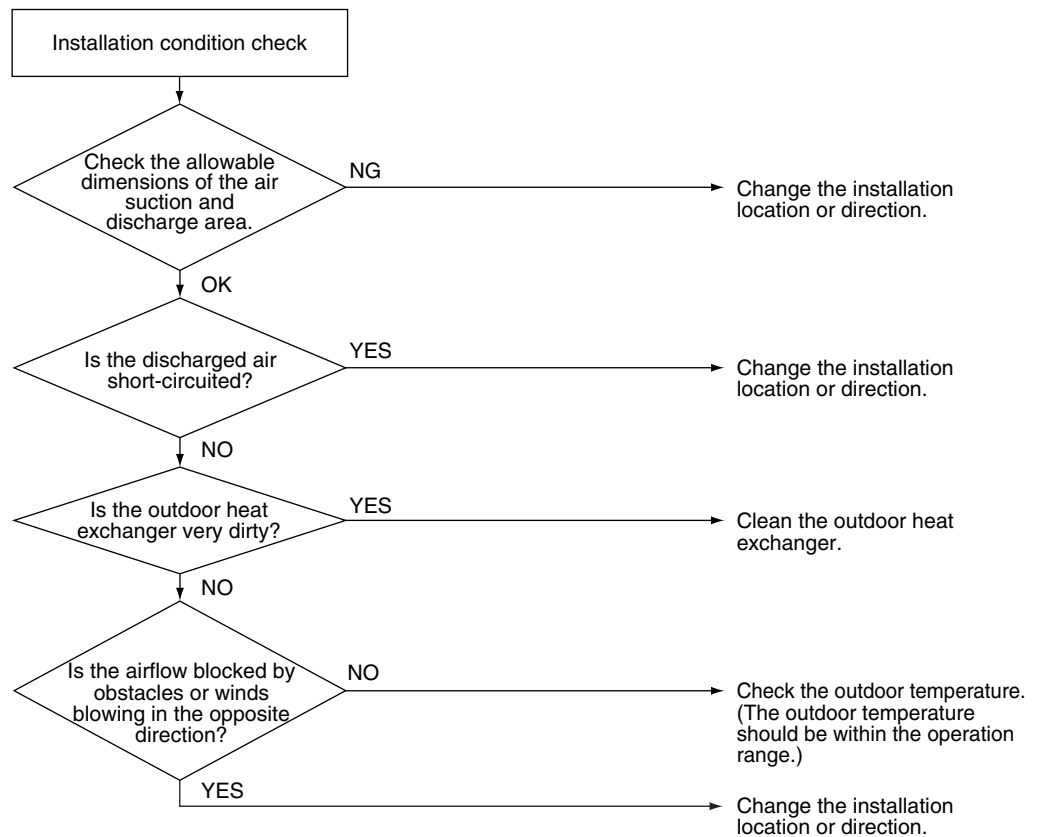 Installation condition check
Check the allowable
dimensions of the air
suction and
discharge area.
NG
Change the installation
location or direction.
OK
Is the discharged air
short-circuited?
YES
Change the installation
location or direction.
NO
Is the outdoor heat
exchanger very dirty?
YES
Clean the outdoor heat
exchanger.
NO
Is the airflow blocked by
obstacles or winds
blowing in the opposite
direction?
NO
Check the outdoor temperature.
(The outdoor temperature
should be within the operation
range.)
YES
Change the installation
location or direction.